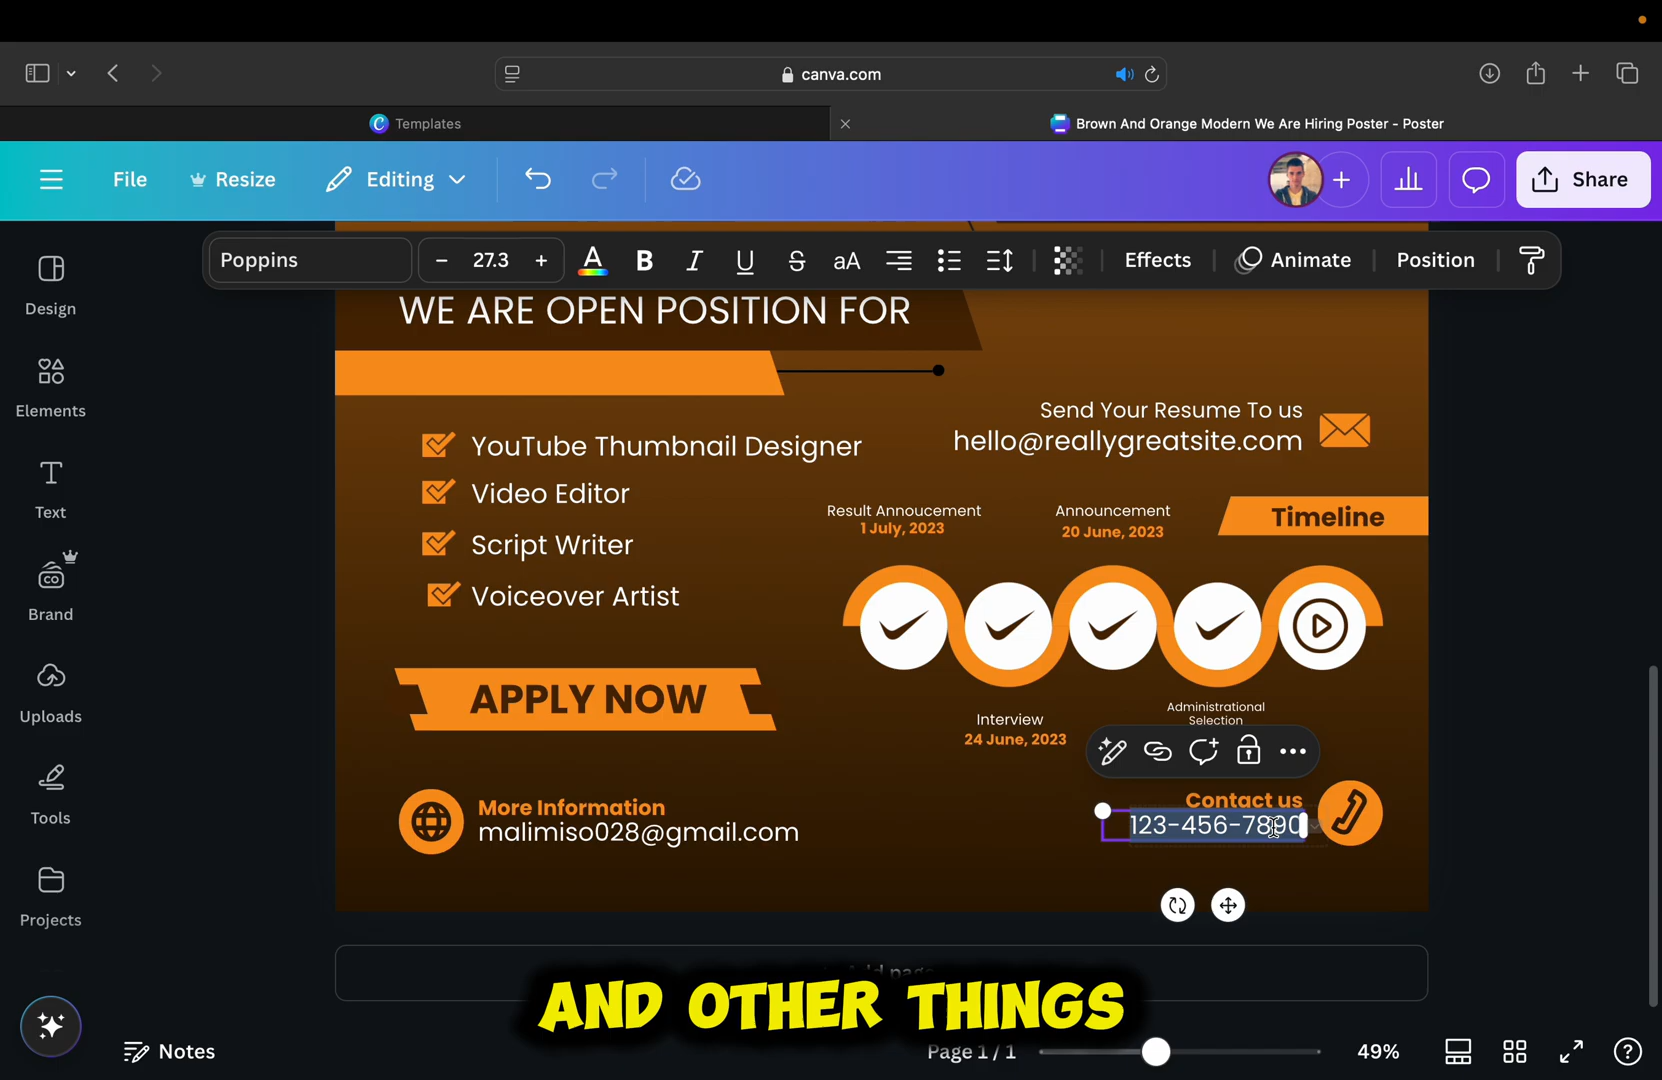 canva.com
Templates
Brown And Orange Modern We Are Hiring Poster - Poster
File
Resize
Editing
Share
Poppins
– 27.3 +
A
B
I
U
S
aA
Effects
Animate
Position
Design
Elements
Text
CO
Brand
Uploads
Tools
Projects
WE ARE OPEN POSITION FOR
YouTube Thumbnail Designer
Video Editor
Script Writer
Voiceover Artist
APPLY NOW
More Information
malimiso028@gmail.com
Send Your Resume To us
hello@reallygreatsite.com
Timeline
Result Annoucement
1 July, 2023
Announcement
20 June, 2023
Interview
24 June, 2023
Administrational
Selection
Contact us
123-456-7890
AND OTHER THINGS
Notes
Page 1 / 1
49%